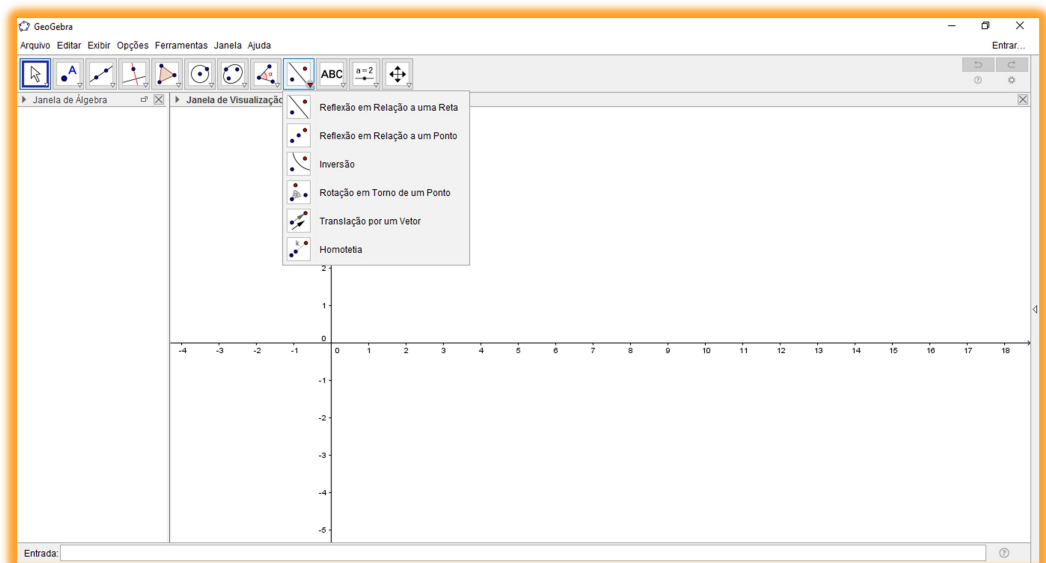 GeoGebra
Arquivo Editar Exibir Opções Ferramentas Janela Ajuda Entrar...
A α° ABC a=2
Janela de Álgebra Janela de Visualização
Reflexão em Relação a uma Reta
Reflexão em Relação a um Ponto
Inversão
Rotação em Torno de um Ponto
Translação por um Vetor
k
Homotetia
2
1
0
-4 -3 -2 -1 0 1 2 3 4 5 6 7 8 9 10 11 12 13 14 15 16 17 18
-1
-2
-3
-4
-5
Entrada: